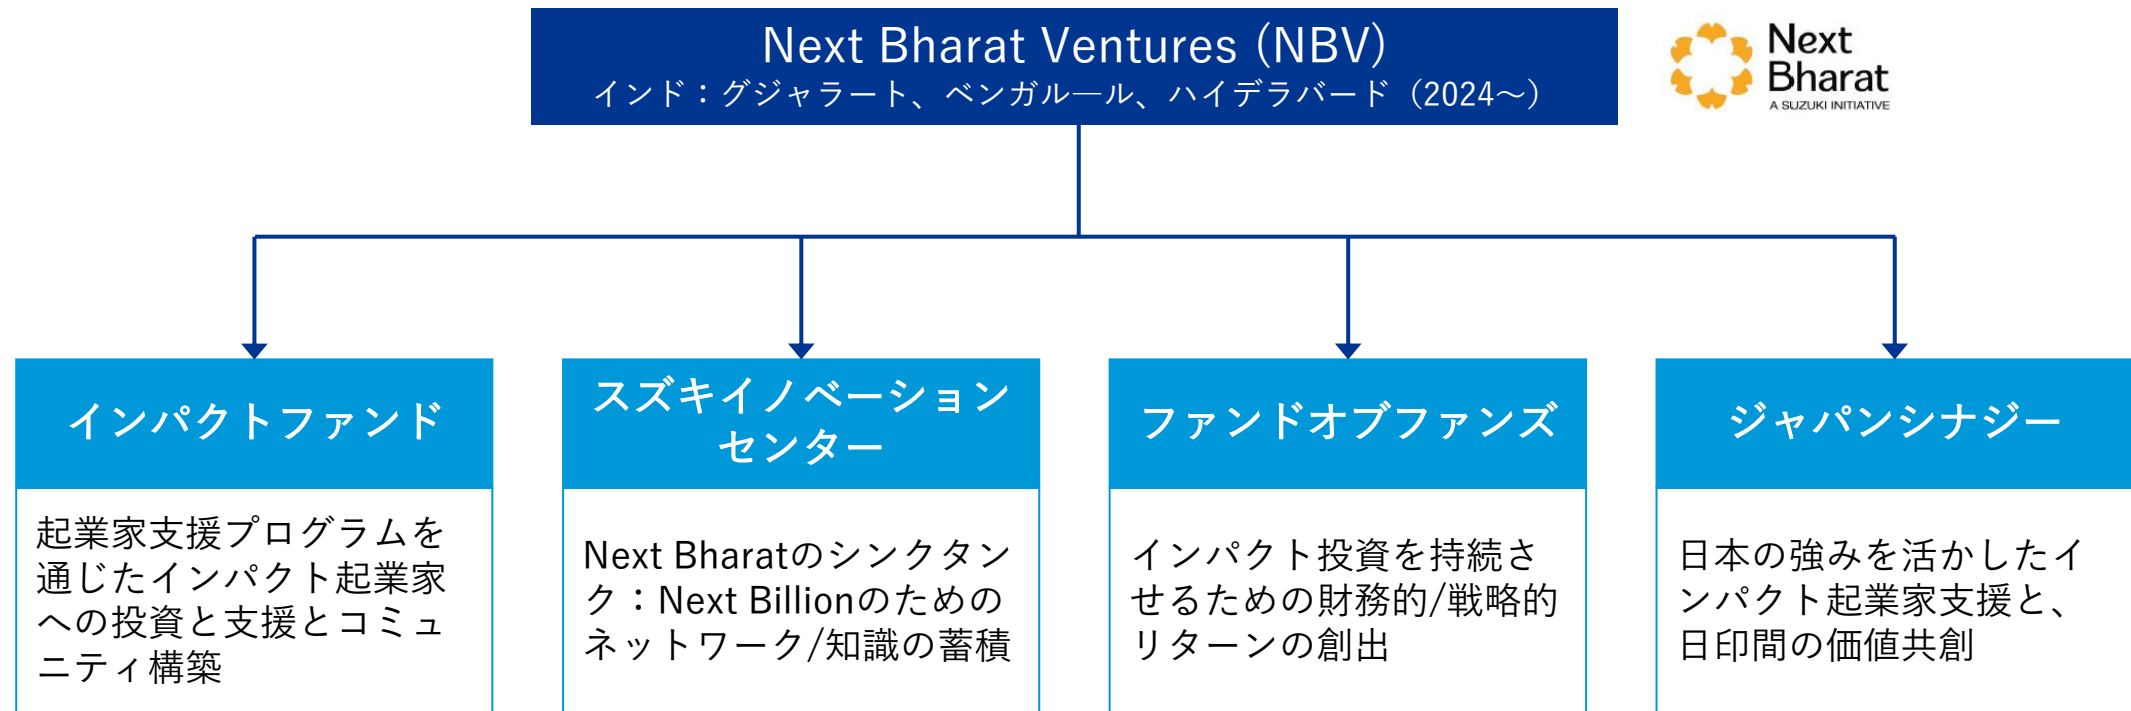 Next Bharat Ventures (NBV)
インド：グジャラート、ベンガル―ル、ハイデラバード（2024～）
Next
Bharat
A SUZUKI INITIATIVE
インパクトファンド
起業家支援プログラムを
通じたインパクト起業家
への投資と支援とコミュ
ニティ構築
スズキイノベーション
センター
Next Bharatのシンクタン
ク：Next Billionのための
ネットワーク/知識の蓄積
ファンドオブファンズ
インパクト投資を持続さ
せるための財務的/戦略的
リターンの創出
ジャパンシナジー
日本の強みを活かしたイ
ンパクト起業家支援と、
日印間の価値共創